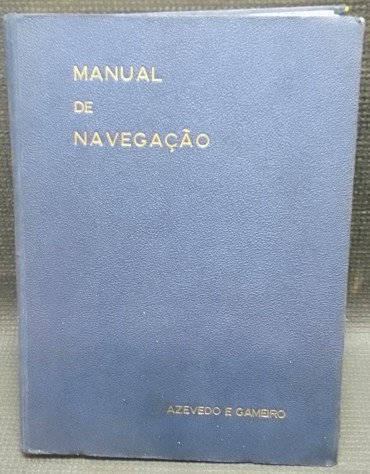 MANUAL
DE
NAVEGAÇÃO
AZEVEDO E GAMEIRO